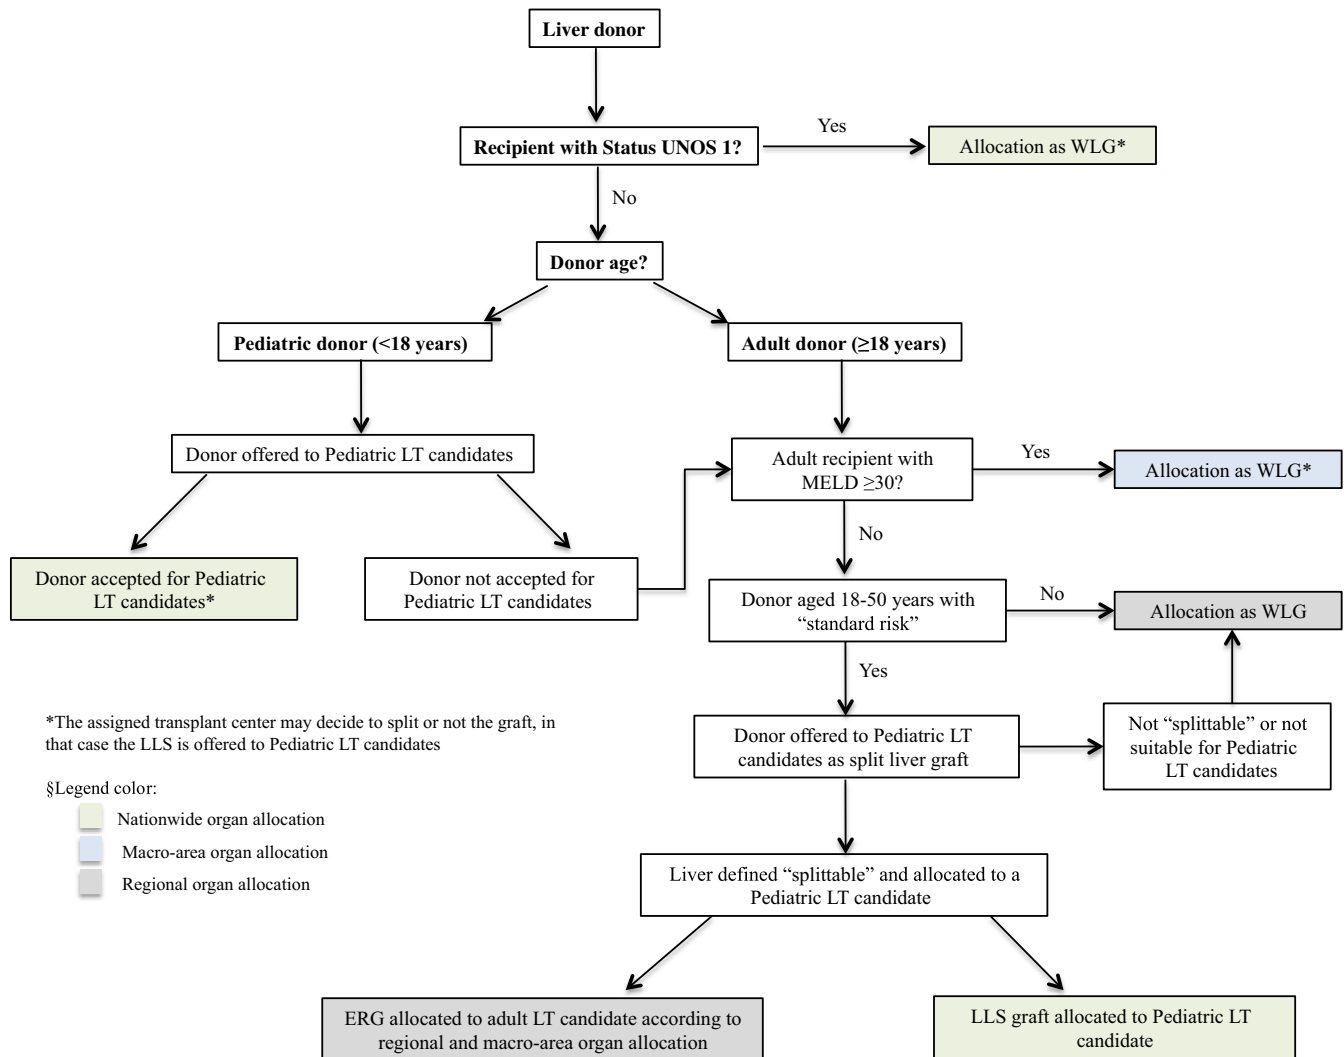 Liver donor
Recipient with Status UNOS 1?
Yes
Allocation as WLG*
No
Donor age?
Pediatric donor (<18 years)
Adult donor (≥18 years)
Donor offered to Pediatric LT candidates
Adult recipient with
MELD ≥30?
Yes
Allocation as WLG*
No
Donor accepted for Pediatric
LT candidates*
Donor not accepted for
Pediatric LT candidates
Donor aged 18-50 years with
“standard risk”
No
Allocation as WLG
Yes
*The assigned transplant center may decide to split or not the graft, in
that case the LLS is offered to Pediatric LT candidates
Donor offered to Pediatric LT
candidates as split liver graft
Not “splittable” or not
suitable for Pediatric
LT candidates
§Legend color:
Nationwide organ allocation
Macro-area organ allocation
Regional organ allocation
Liver defined “splittable” and allocated to a
Pediatric LT candidate
ERG allocated to adult LT candidate according to
regional and macro-area organ allocation
LLS graft allocated to Pediatric LT
candidate